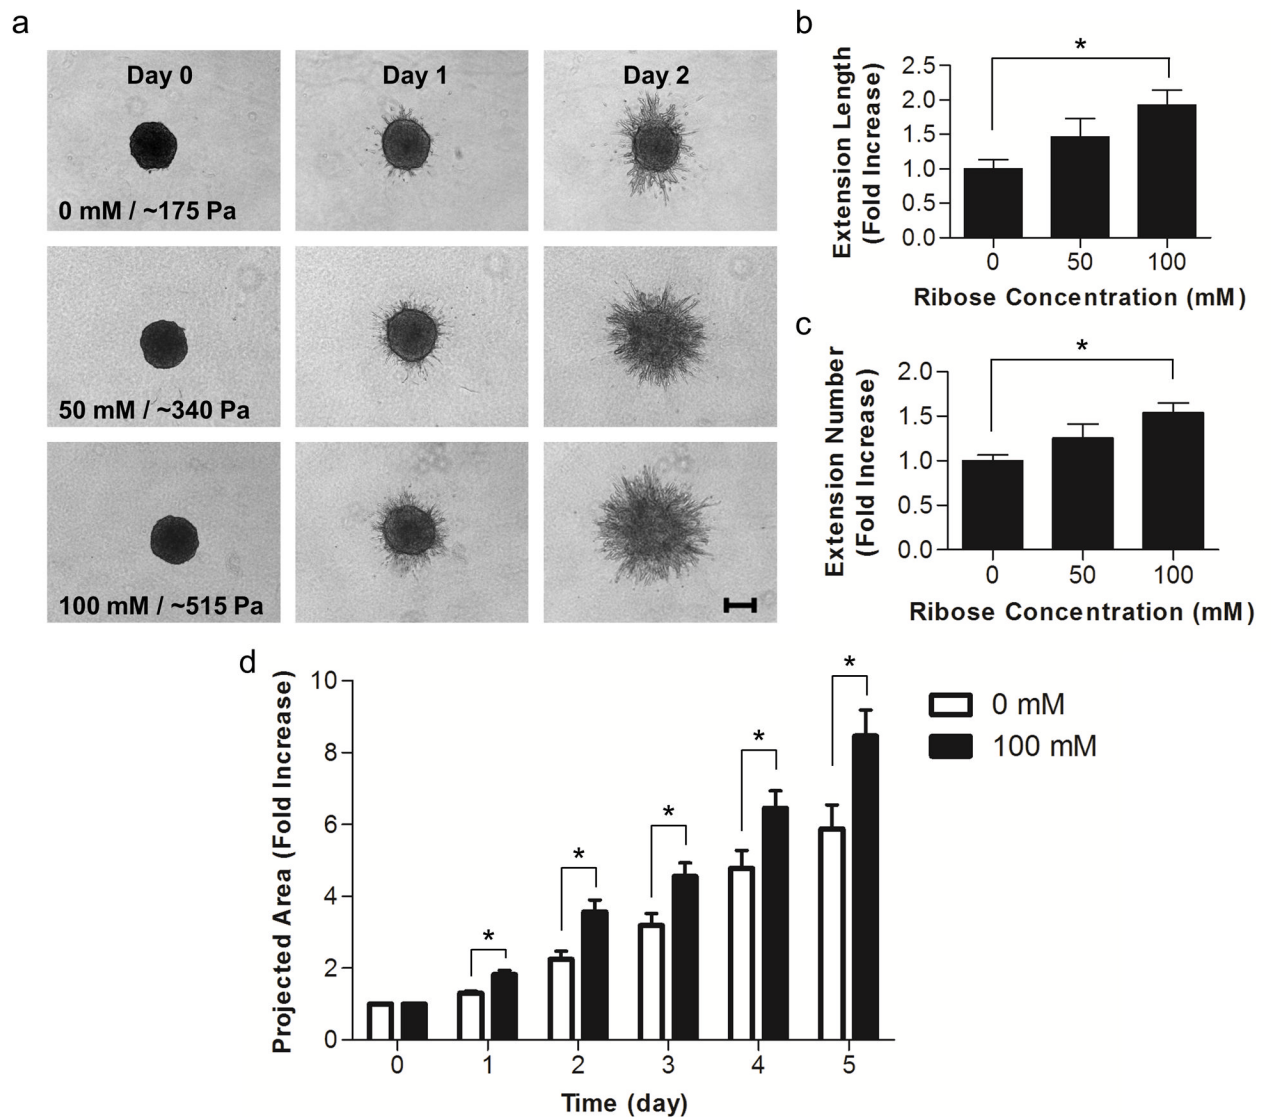 a
Day 0
Day 1
Day 2
0 mM / ~175 Pa
50 mM / ~340 Pa
100 mM / ~515 Pa
b
*
Extension Length
(Fold Increase)
2.5
2.0
1.5
1.0
0.5
0.0
0 50 100
Ribose Concentration (mM)
c
*
Extension Number
(Fold Increase)
2.0
1.5
1.0
0.5
0.0
0 50 100
Ribose Concentration (mM)
d
Projected Area (Fold Increase)
10
8
6
4
2
0
* * * * *
0 1 2 3 4 5
Time (day)
0 mM
100 mM